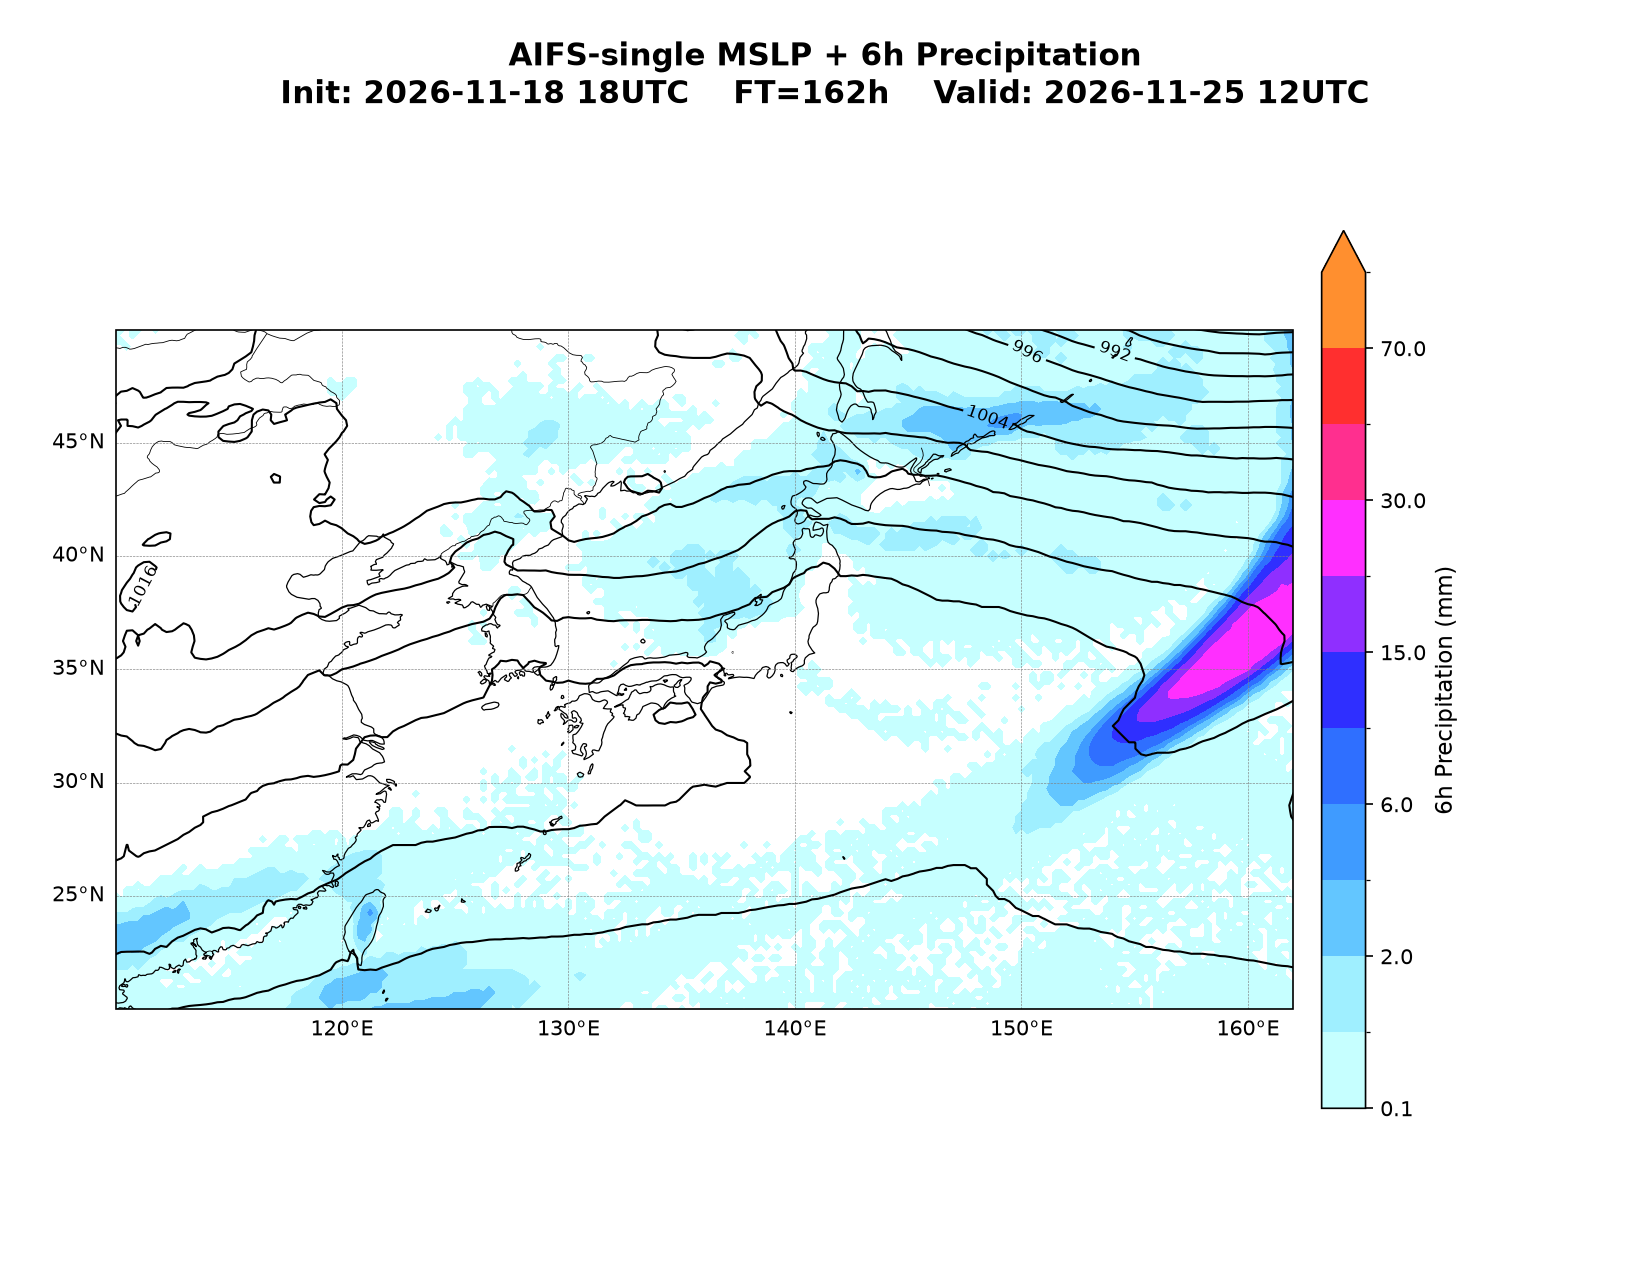 AIFS-single MSLP + 6h Precipitation
Init: 2026-11-18 18UTC    FT=162h    Valid: 2026-11-25 12UTC
996
992
1004
1016
45°N
40°N
35°N
30°N
25°N
120°E
130°E
140°E
150°E
160°E
70.0
30.0
15.0
6.0
2.0
0.1
6h Precipitation (mm)